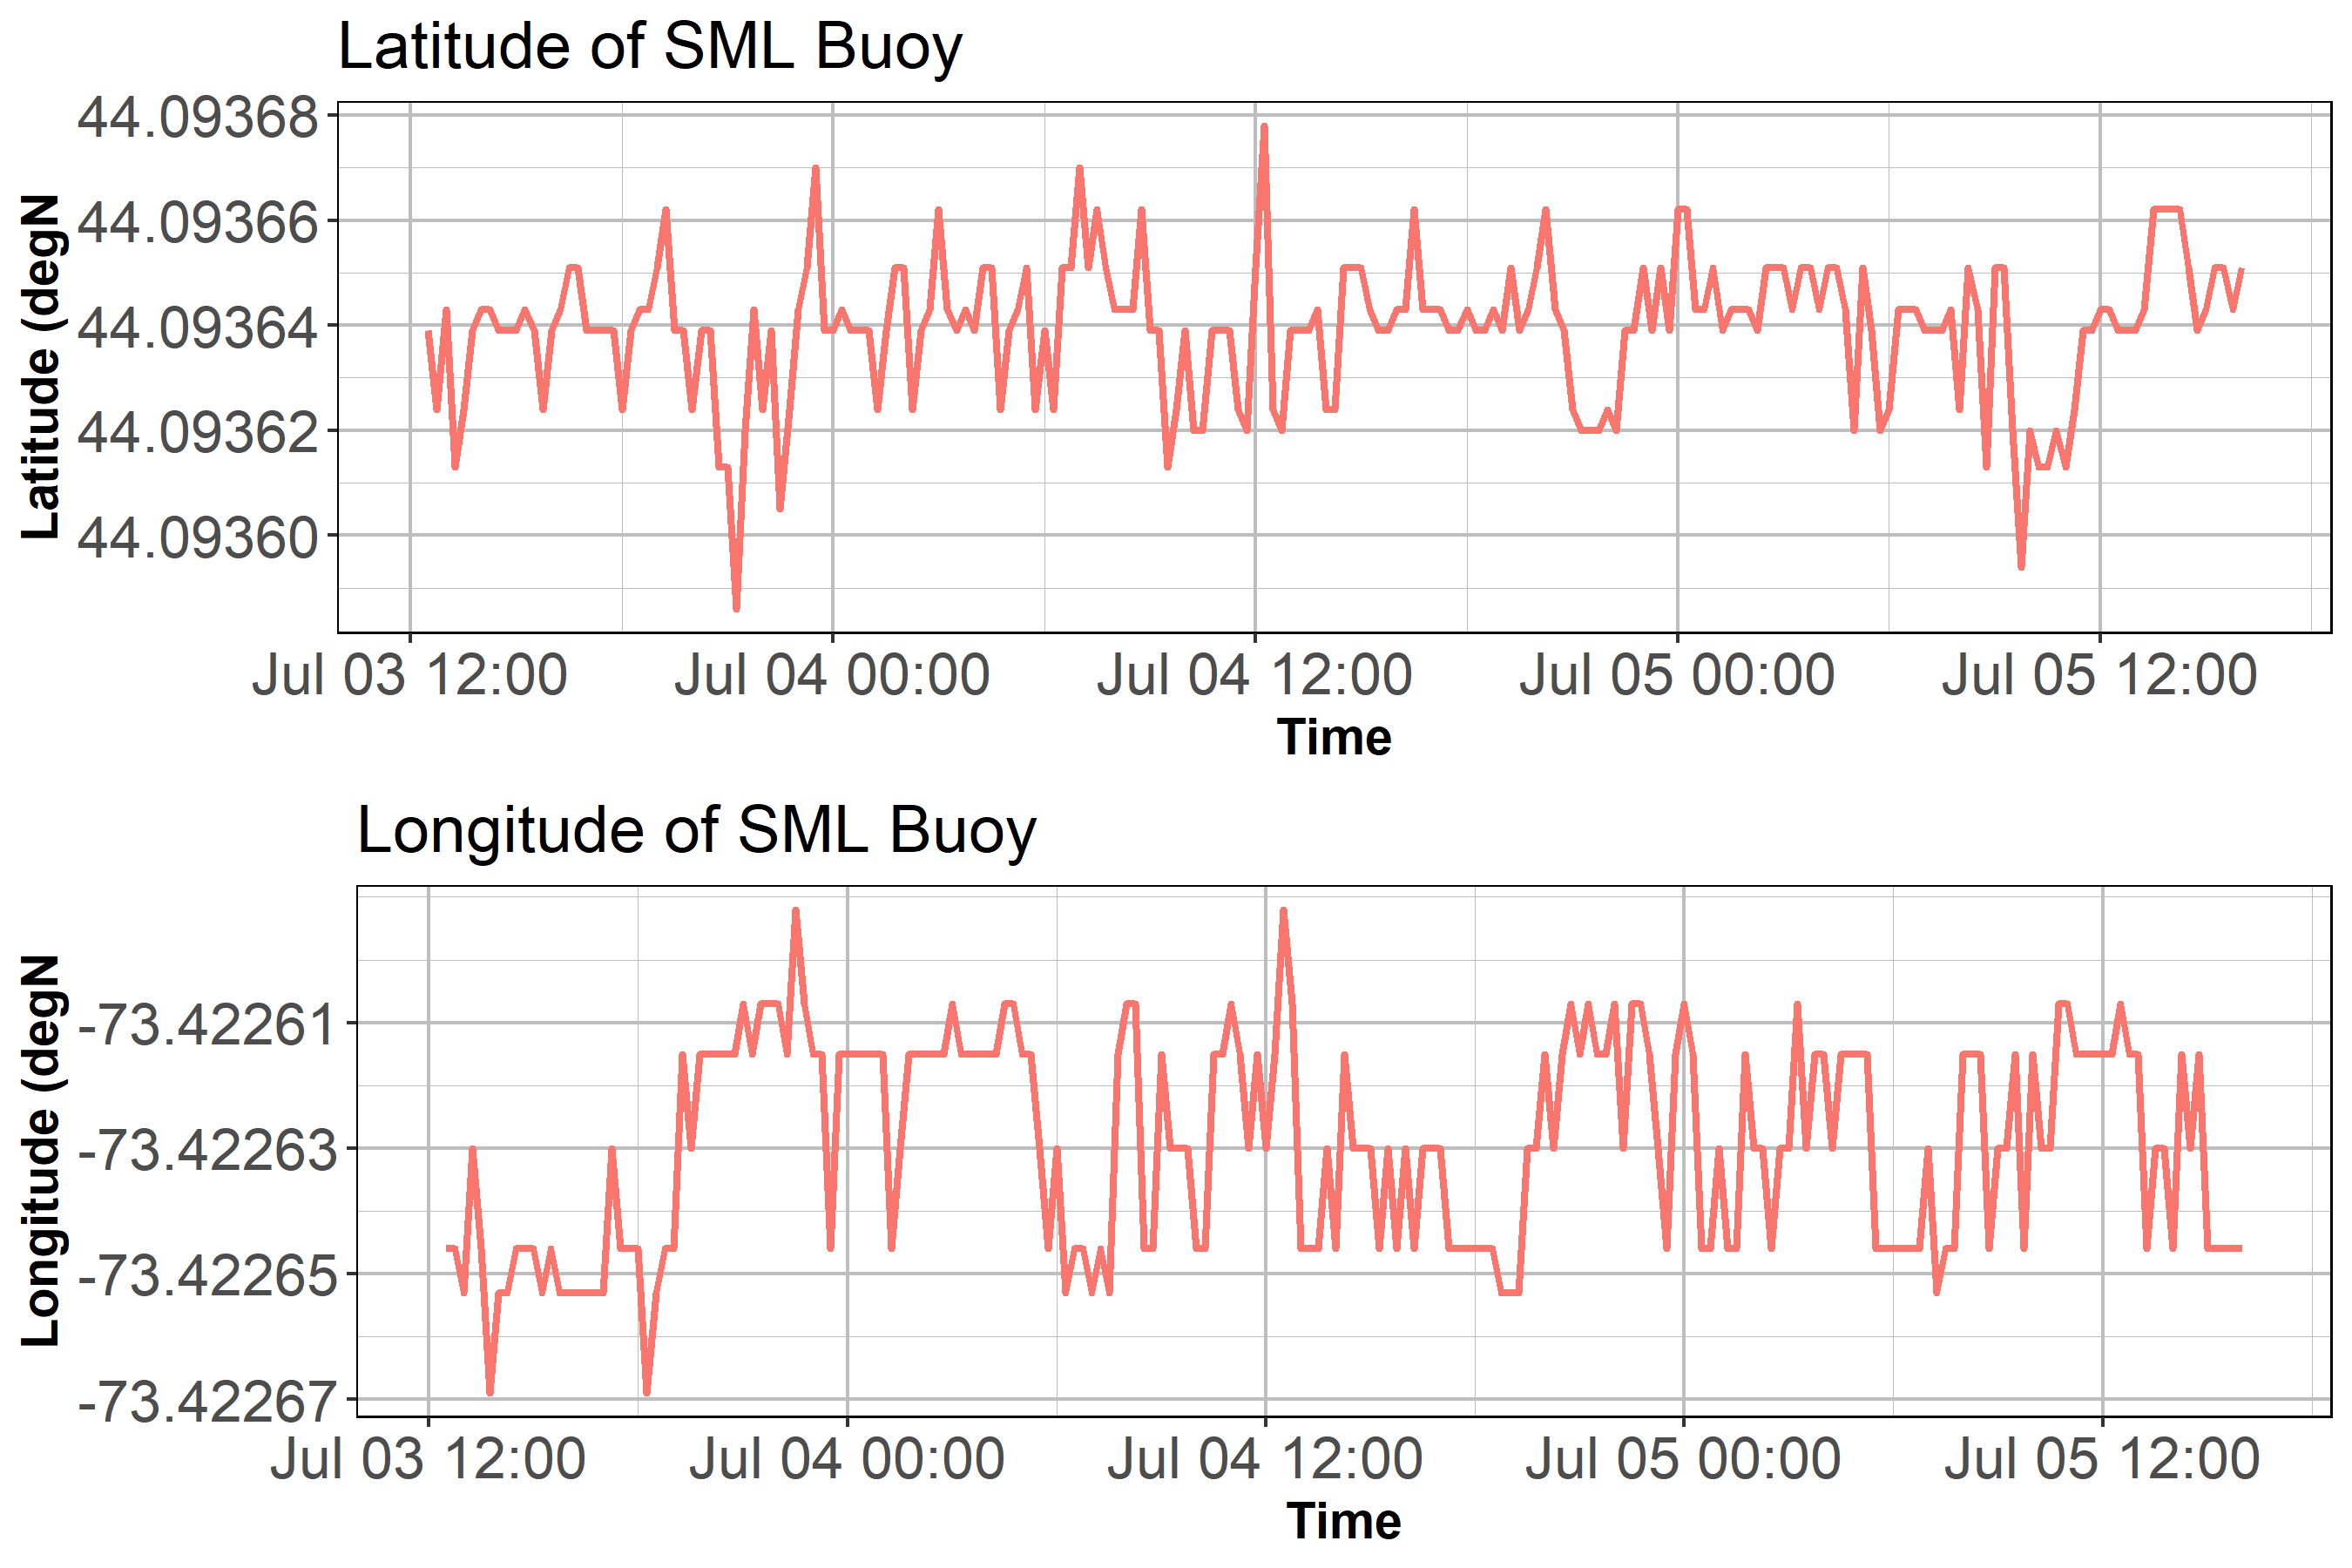 Latitude of SML Buoy
Latitude (degN
44.09368
44.09366
44.09364
44.09362
44.09360
Jul 03 12:00 Jul 04 00:00 Jul 04 12:00 Jul 05 00:00 Jul 05 12:00
Time
Longitude of SML Buoy
Longitude (degN
-73.42261
-73.42263
-73.42265
-73.42267
Jul 03 12:00 Jul 04 00:00 Jul 04 12:00 Jul 05 00:00 Jul 05 12:00
Time